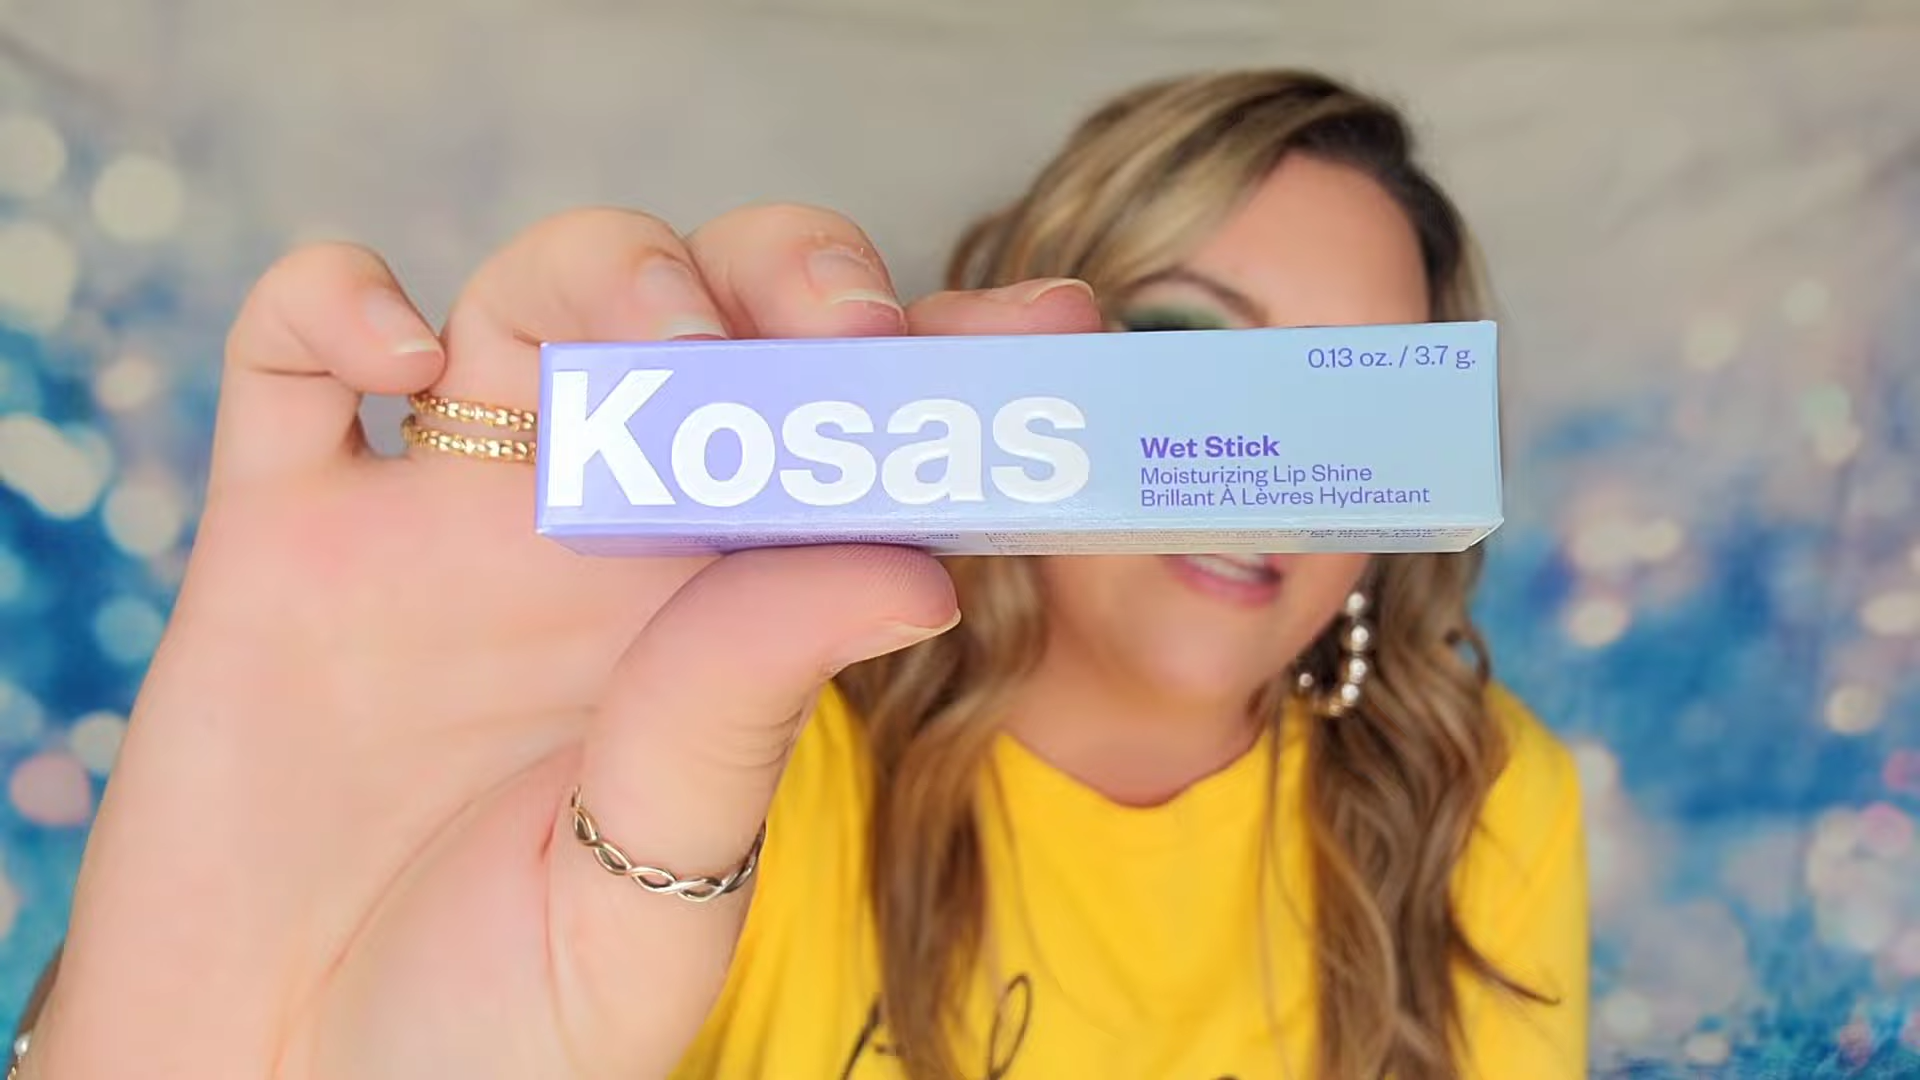 Kosas
0.13 oz. / 3.7 g.
Wet Stick
Moisturizing Lip Shine
Brillant À Lèvres Hydratant